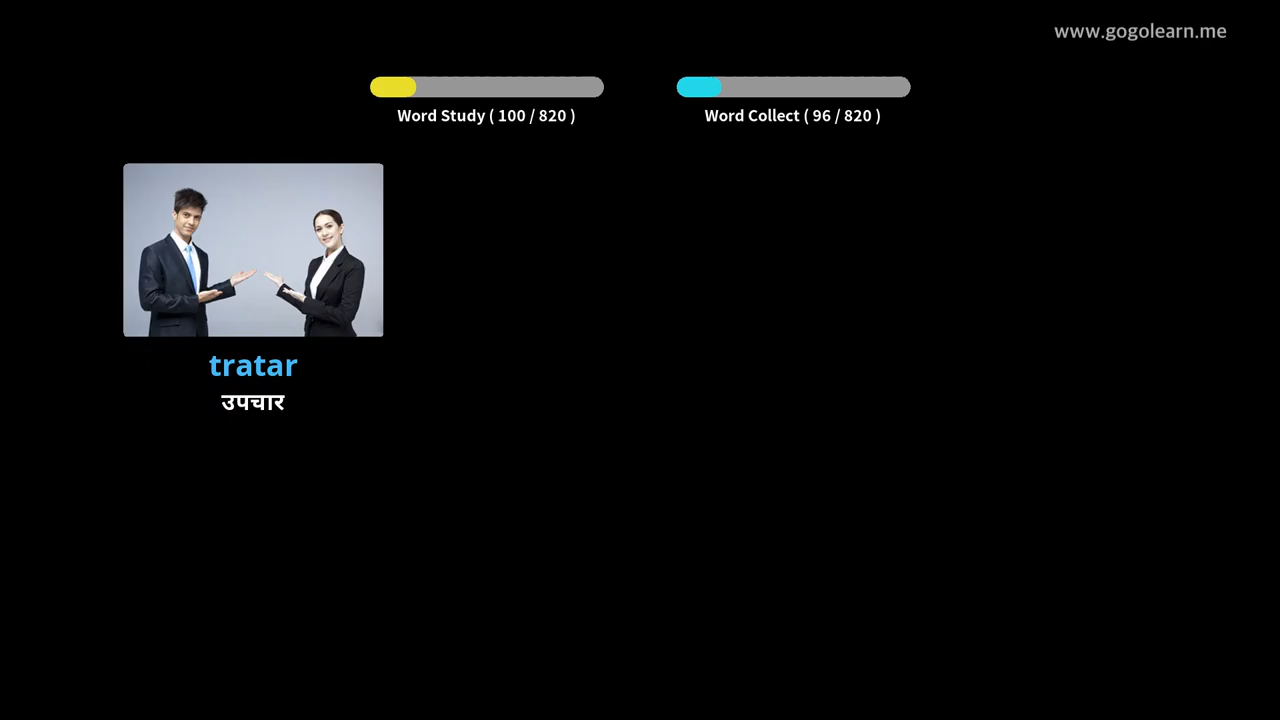 www.gogolearn.me
Word Study ( 100 / 820 )
Word Collect ( 96 / 820 )
tratar
उपचार